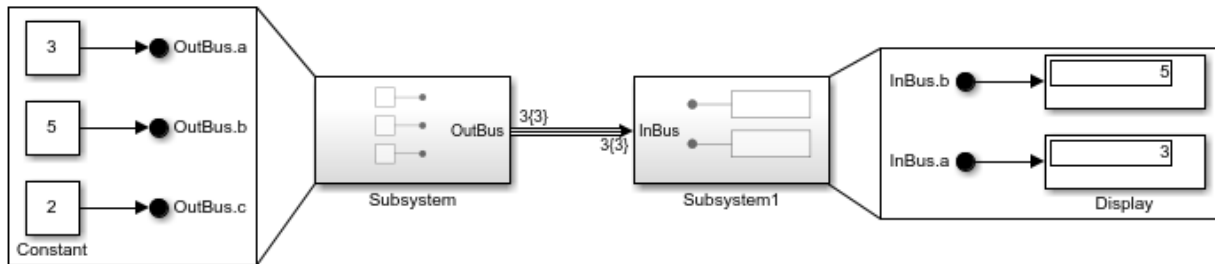 3
OutBus.a
5
OutBus.b
2
OutBus.c
Constant
OutBus
Subsystem
3{3}
3{3}
InBus
Subsystem1
InBus.b
5
InBus.a
3
Display